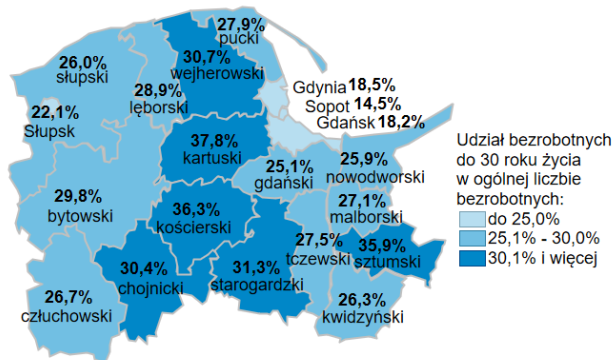 27,9%
pucki
26,0%
słupski
30,7%
wejherowski
28,9%
lęborski
Gdynia 18,5%
Sopot 14,5%
Gdańsk 18,2%
22,1%
Słupsk
37,8%
kartuski
25,1%
gdański
25,9%
nowodworski
29,8%
bytowski
36,3%
kościerski
27,1%
malborski
27,5%
tczewski
35,9%
sztumski
30,4%
chojnicki
31,3%
starogardzki
26,7%
człuchowski
26,3%
kwidzyński
Udział bezrobotnych
do 30 roku życia
w ogólnej liczbie
bezrobotnych:
do 25,0%
25,1% - 30,0%
30,1% i więcej